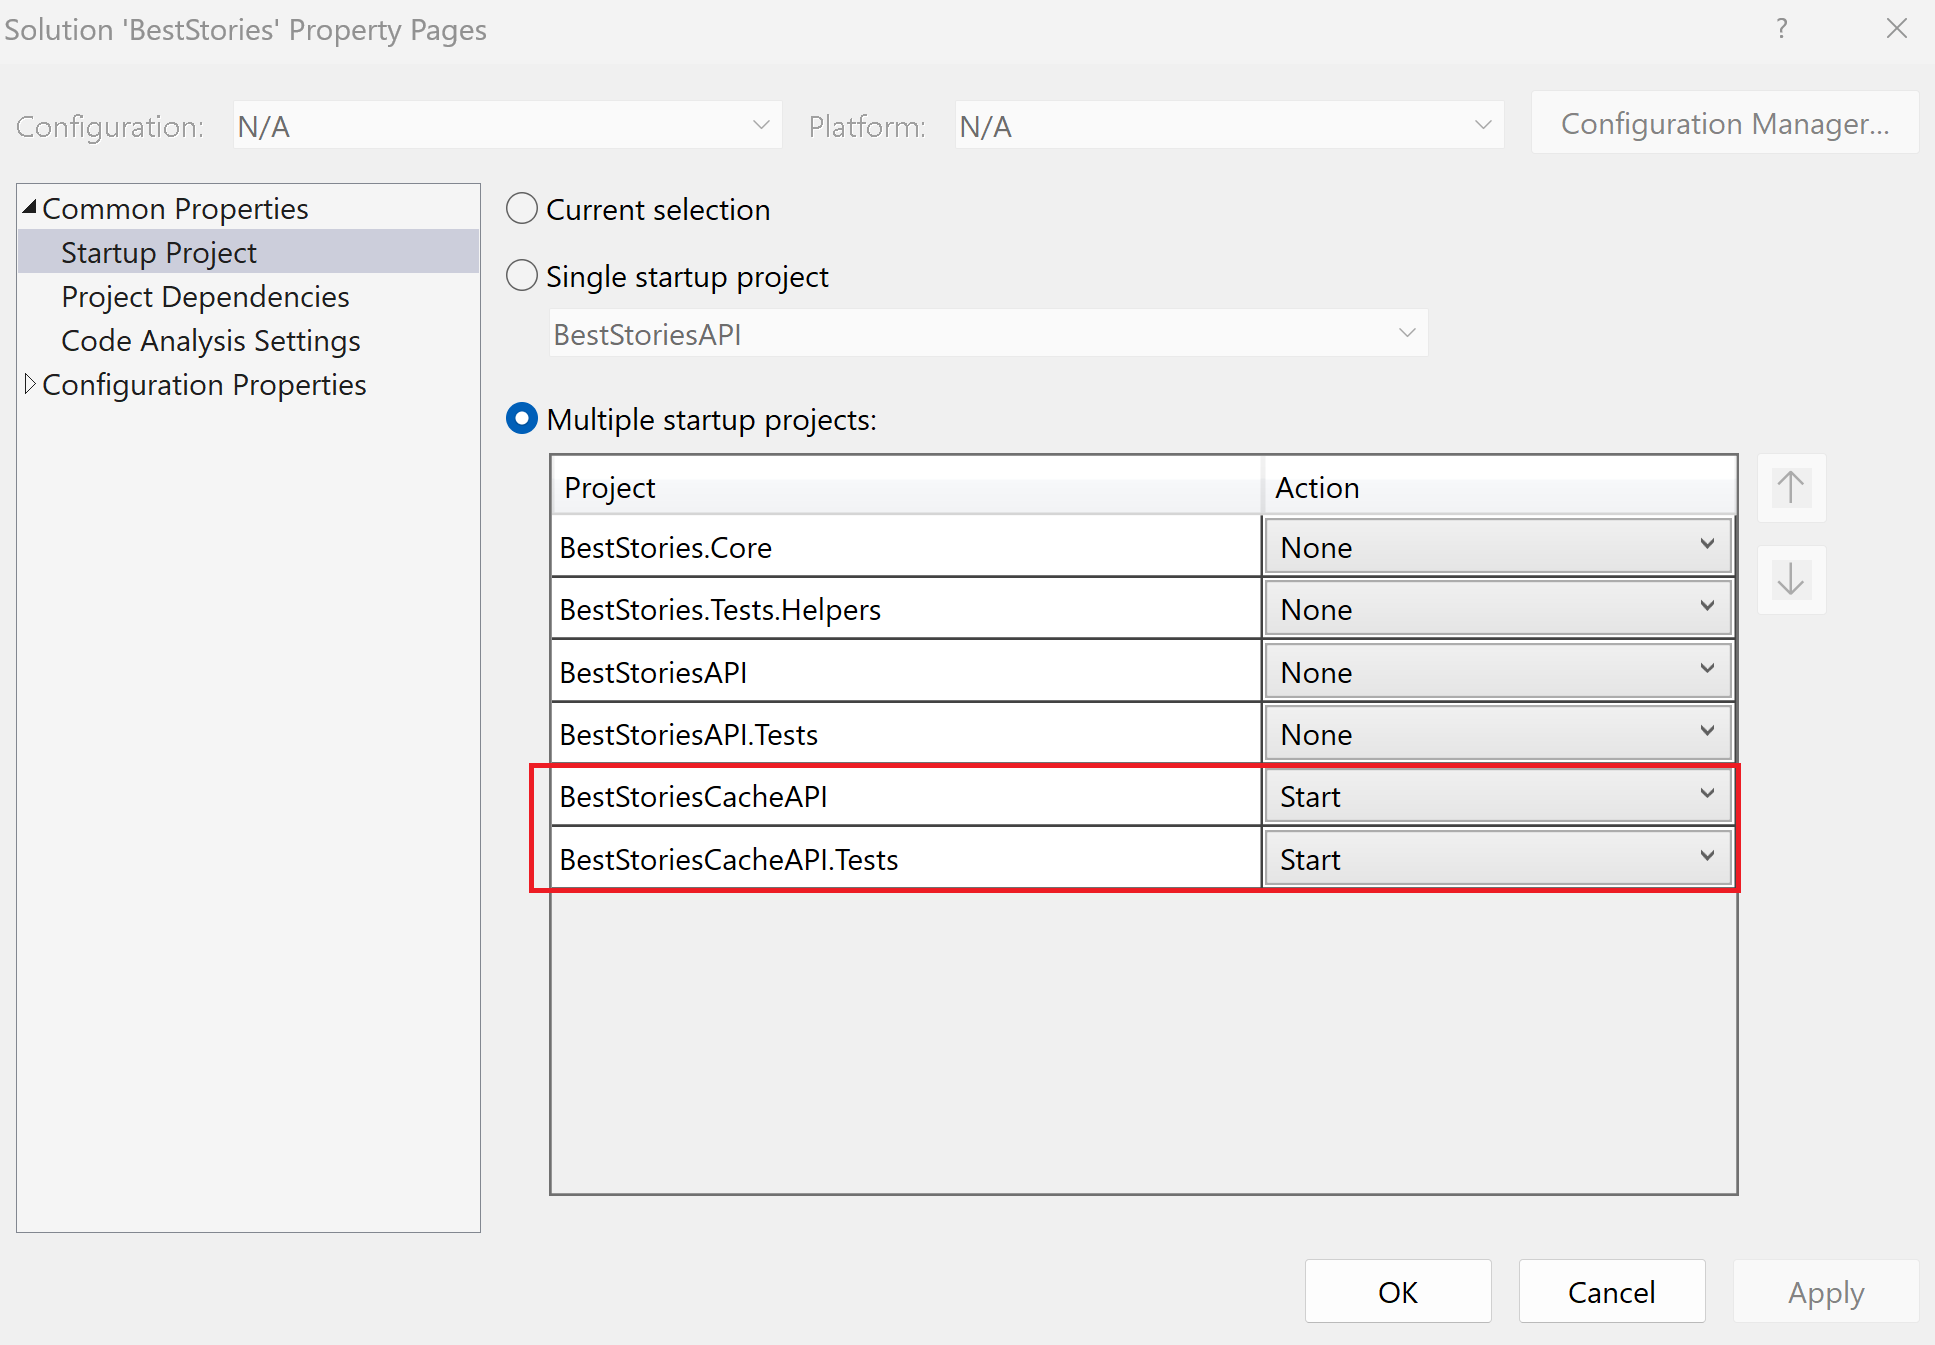 Solution 'BestStories' Property Pages
?
Configuration: N/A Platform: N/A Configuration Manager...
Common Properties
Startup Project
Project Dependencies
Code Analysis Settings
Configuration Properties
Current selection
Single startup project
BestStoriesAPI
Multiple startup projects:
Project Action
BestStories.Core None
BestStories.Tests.Helpers None
BestStoriesAPI None
BestStoriesAPI.Tests None
BestStoriesCacheAPI Start
BestStoriesCacheAPI.Tests Start
OK Cancel Apply